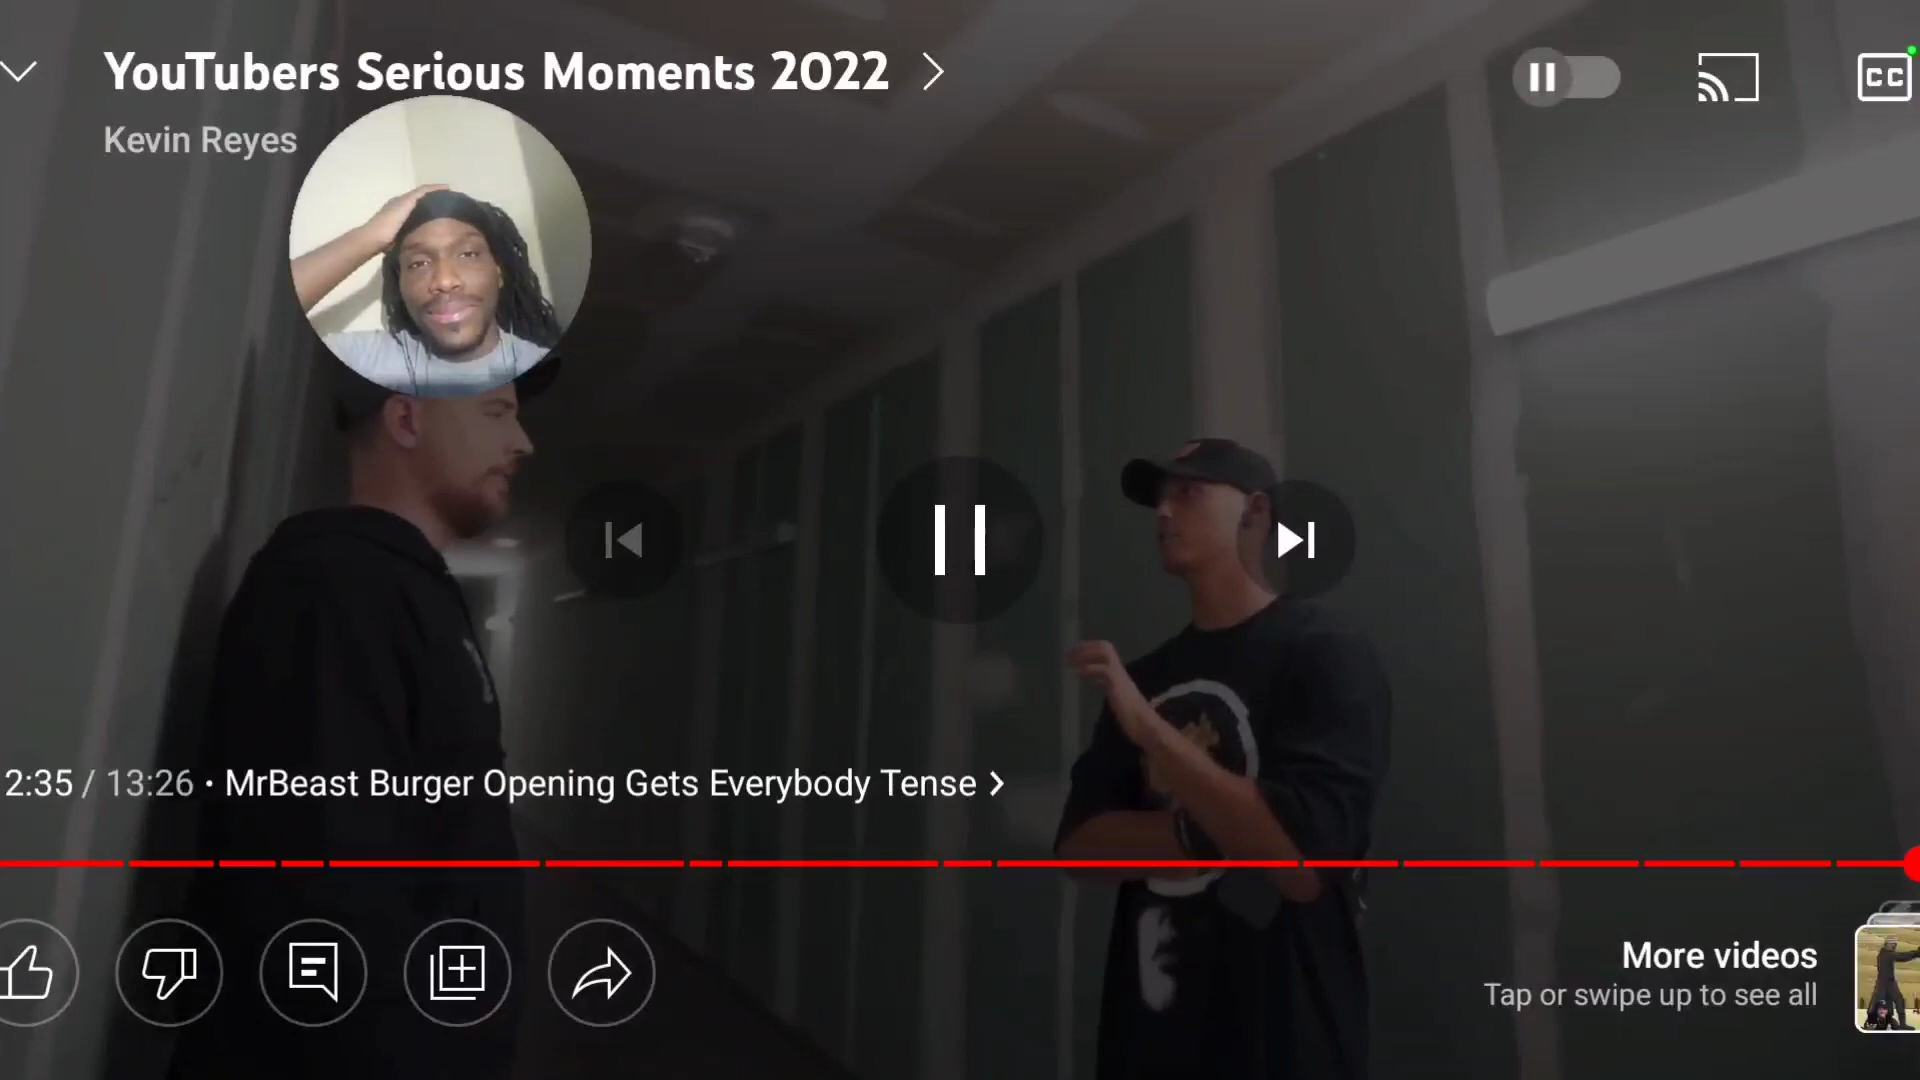 YouTubers Serious Moments 2022
CC
Kevin Reyes
2:35 / 13:26 • MrBeast Burger Opening Gets Everybody Tense
More videos
Tap or swipe up to see all